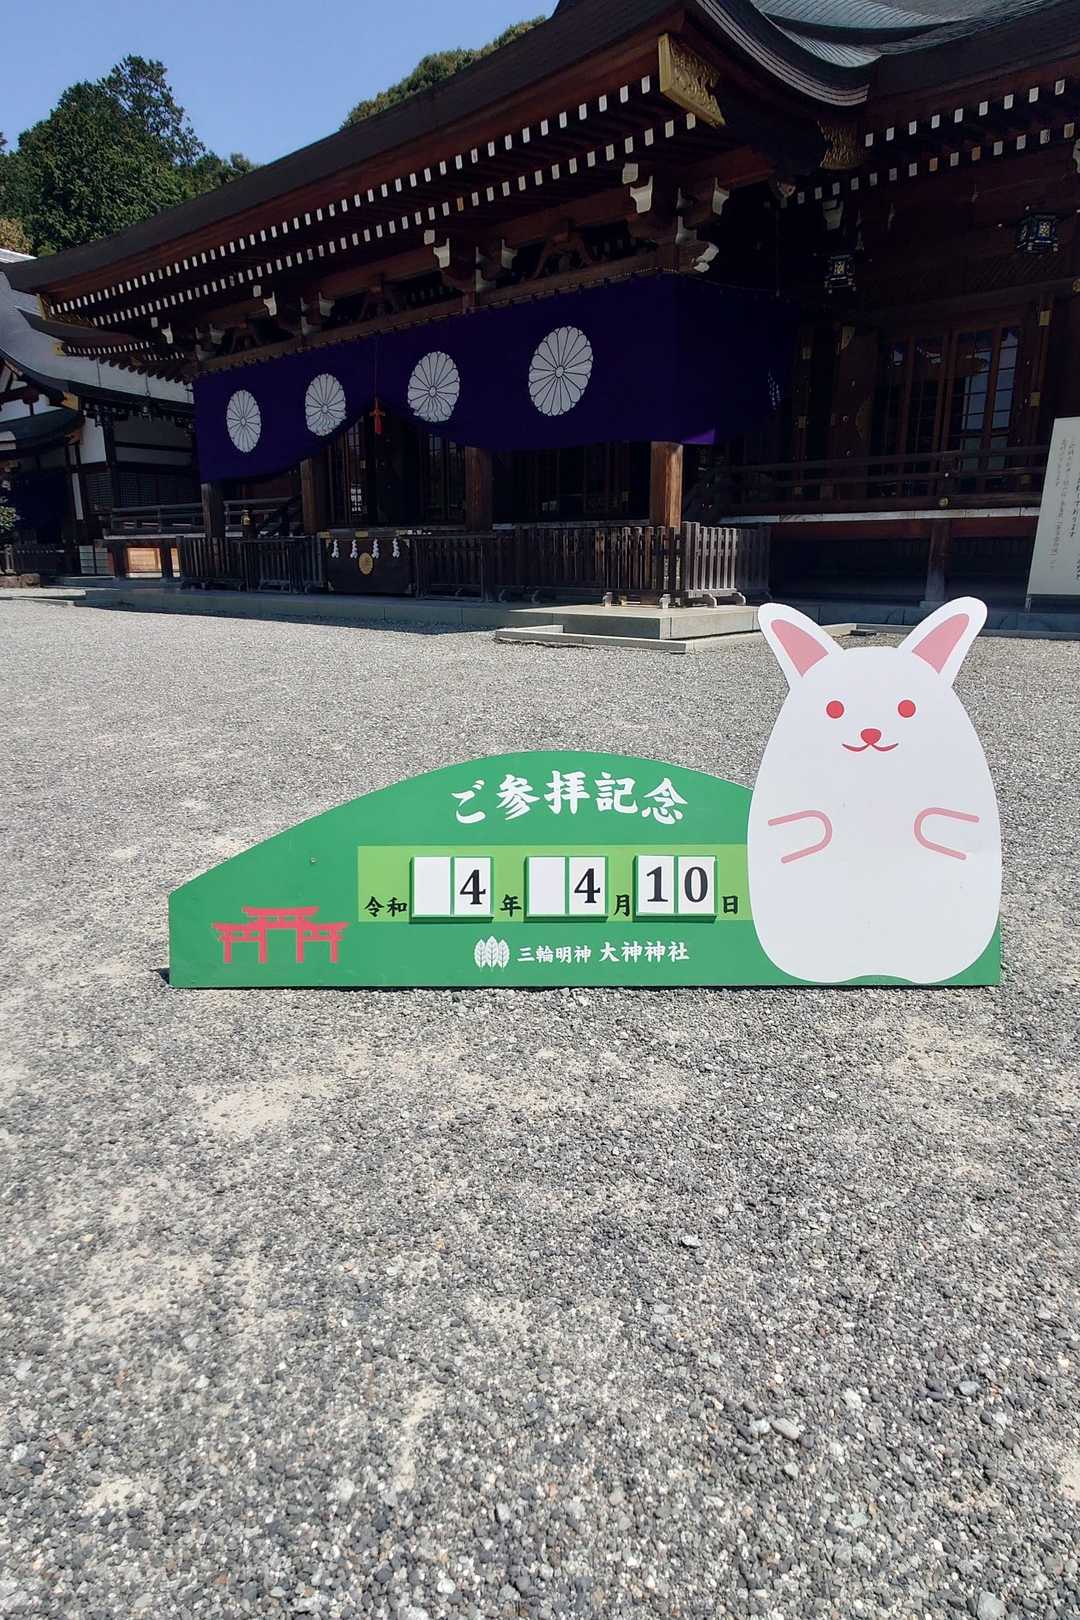 ご参拝記念
令和 4 年 4 月 10 日
三輪明神 大神神社